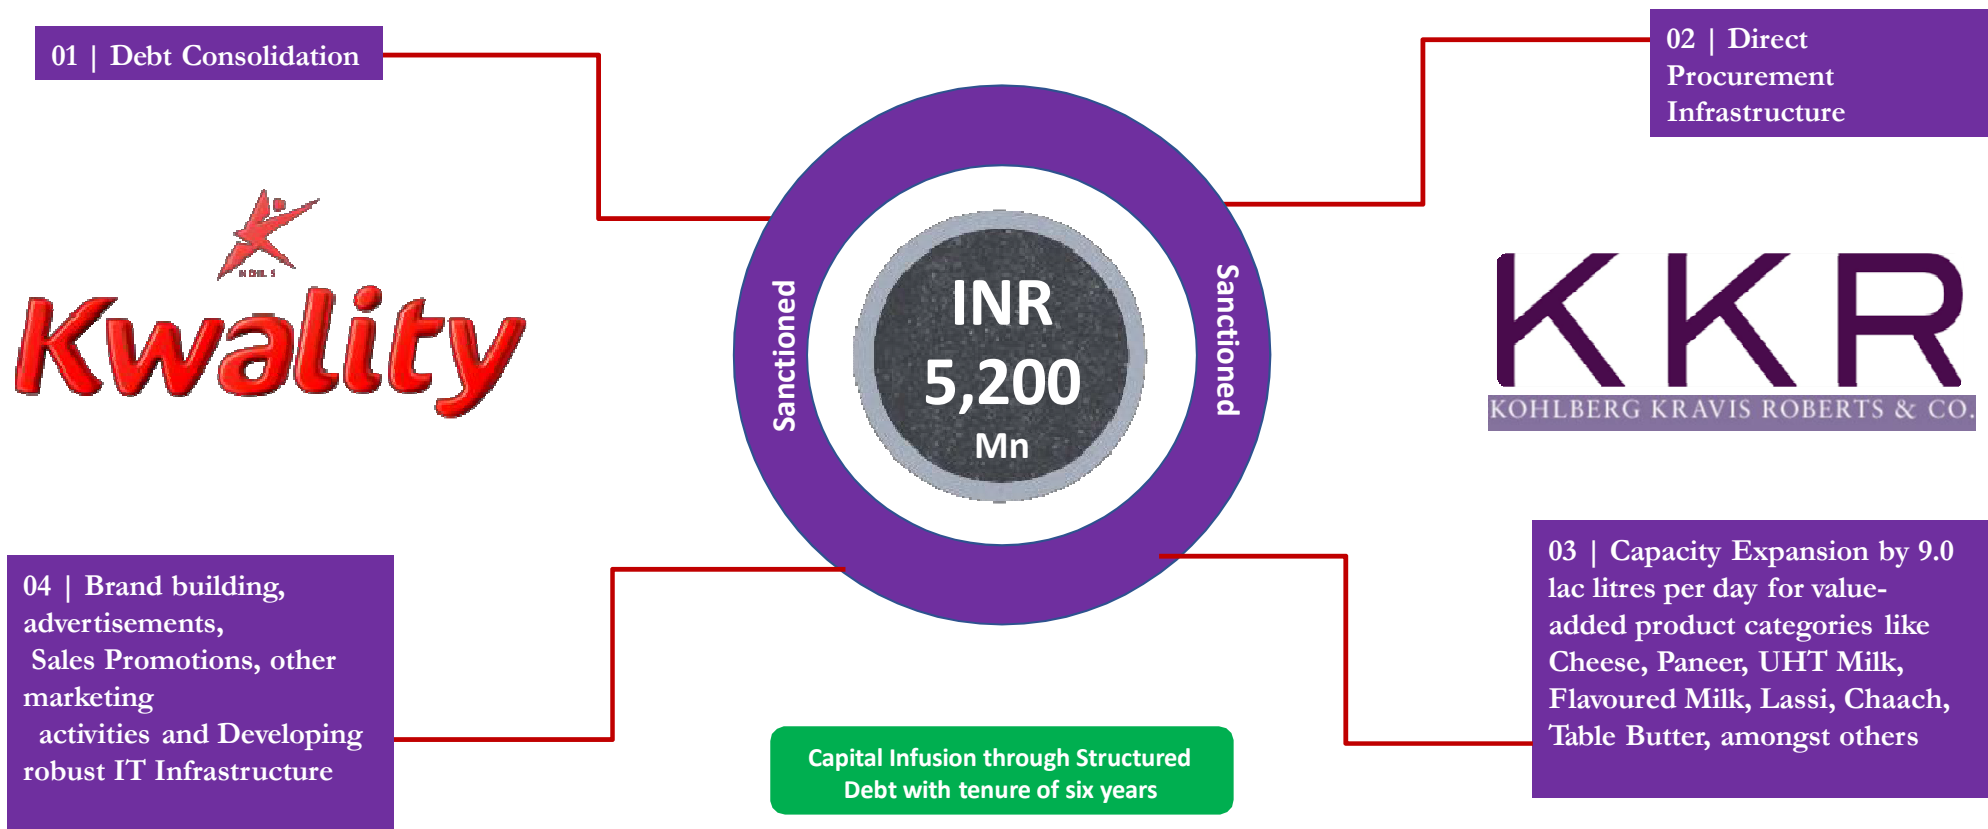 01 | Debt Consolidation
02 | Direct
Procurement
Infrastructure
Kwality
Sanctioned
INR
5,200
Mn
Sanctioned
KKR
KOHLBERG KRAVIS ROBERTS & CO.
04 | Brand building,
advertisements,
Sales Promotions, other
marketing
activities and Developing
robust IT Infrastructure
03 | Capacity Expansion by 9.0
lac litres per day for value-
added product categories like
Cheese, Paneer, UHT Milk,
Flavoured Milk, Lassi, Chaach,
Table Butter, amongst others
Capital Infusion through Structured
Debt with tenure of six years